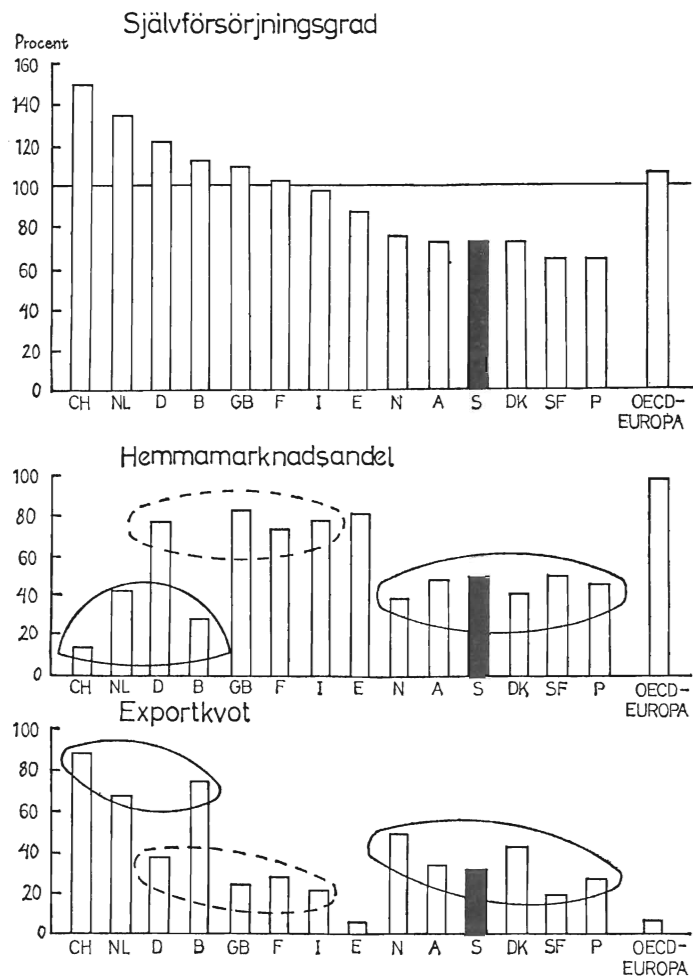 Självförsörjningsgrad
Procent
160
140
120
100
80
60
40
20
0
CH NL D B GB F I E N A S DK SF P OECD-
EUROPA
Hemmamarknadsandel
100
80
60
40
20
0
CH NL D B GB F I E N A S DK SF P OECD-
EUROPA
Exportkvot
100
80
60
40
20
0
CH NL D B GB F I E N A S DK SF P OECD-
EUROPA